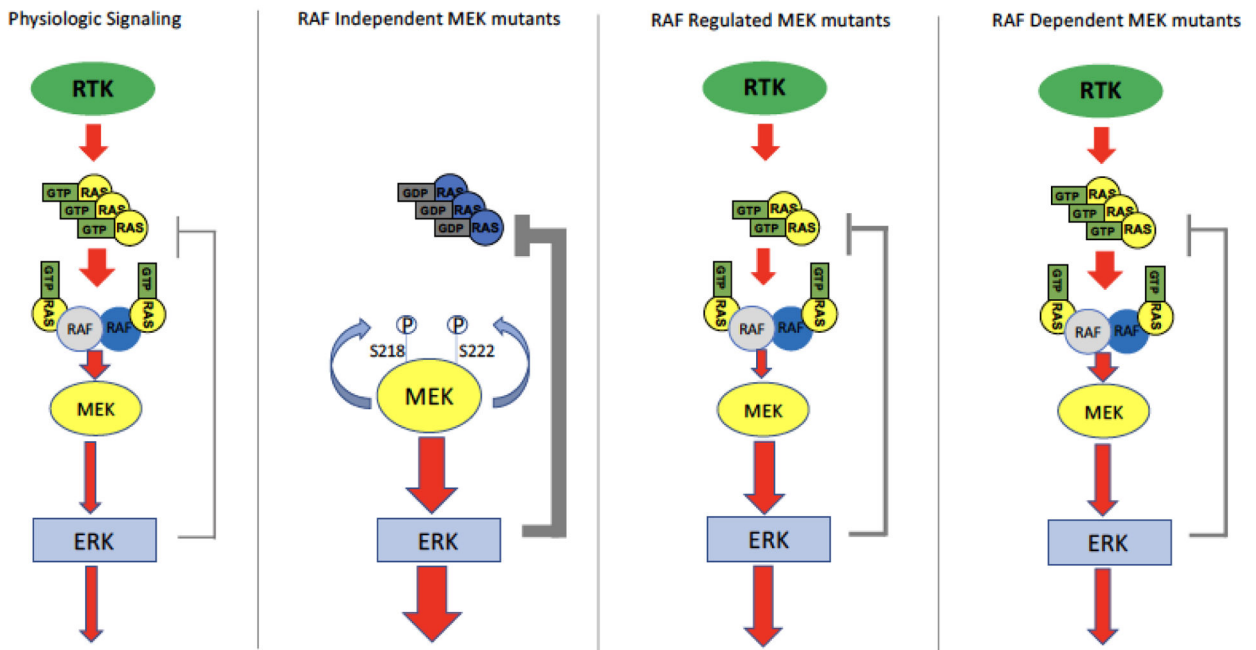 Physiologic Signaling
RTK
GTP RAS
GTP RAS
GTP RAS
GTP
RAS
GTP
RAS
RAF
RAF
MEK
ERK
RAF Independent MEK mutants
GDP RAS
GDP RAS
GDP RAS
P
P
S218
S222
MEK
ERK
RAF Regulated MEK mutants
RTK
GTP RAS
GTP RAS
GTP
RAS
GTP
RAS
RAF
RAF
MEK
ERK
RAF Dependent MEK mutants
RTK
GTP RAS
GTP RAS
GTP RAS
GTP
RAS
GTP
RAS
RAF
RAF
MEK
ERK